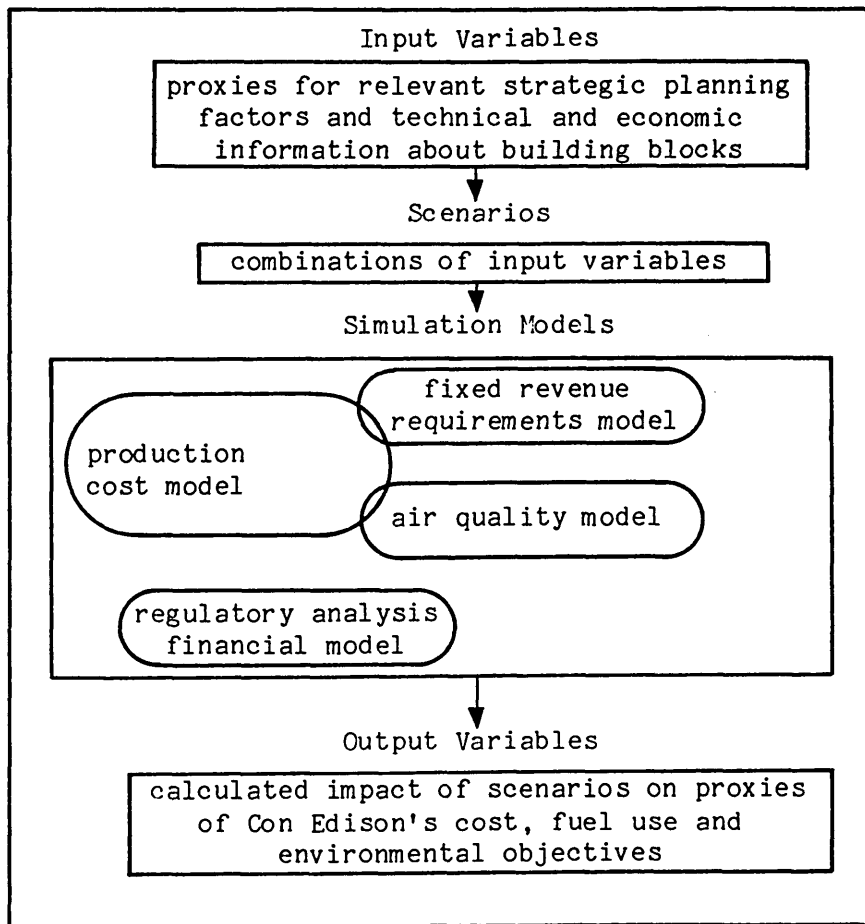 Input Variables
proxies for relevant strategic planning
factors and technical and economic
information about building blocks
Scenarios
combinations of input variables
Simulation Models
fixed revenue
requirements model
production
cost model
air quality model
regulatory analysis
financial model
Output Variables
calculated impact of scenarios on proxies
of Con Edison's cost, fuel use and
environmental objectives